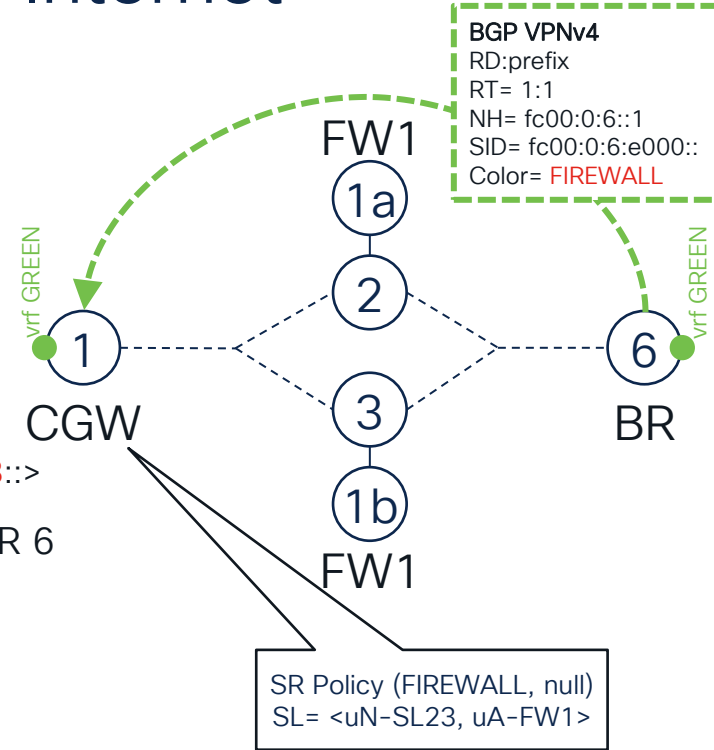 Internet
BGP VPNv4
RD:prefix
RT= 1:1
NH= fc00:0:6::1
SID= fc00:0:6:e000::
Color= FIREWALL
FW1
1a
2
vrf GREEN
1
CGW
vrf GREEN
6
BR
3
::>
R 6
1b
FW1
SR Policy (FIREWALL, null)
SL= <uN-SL23, uA-FW1>